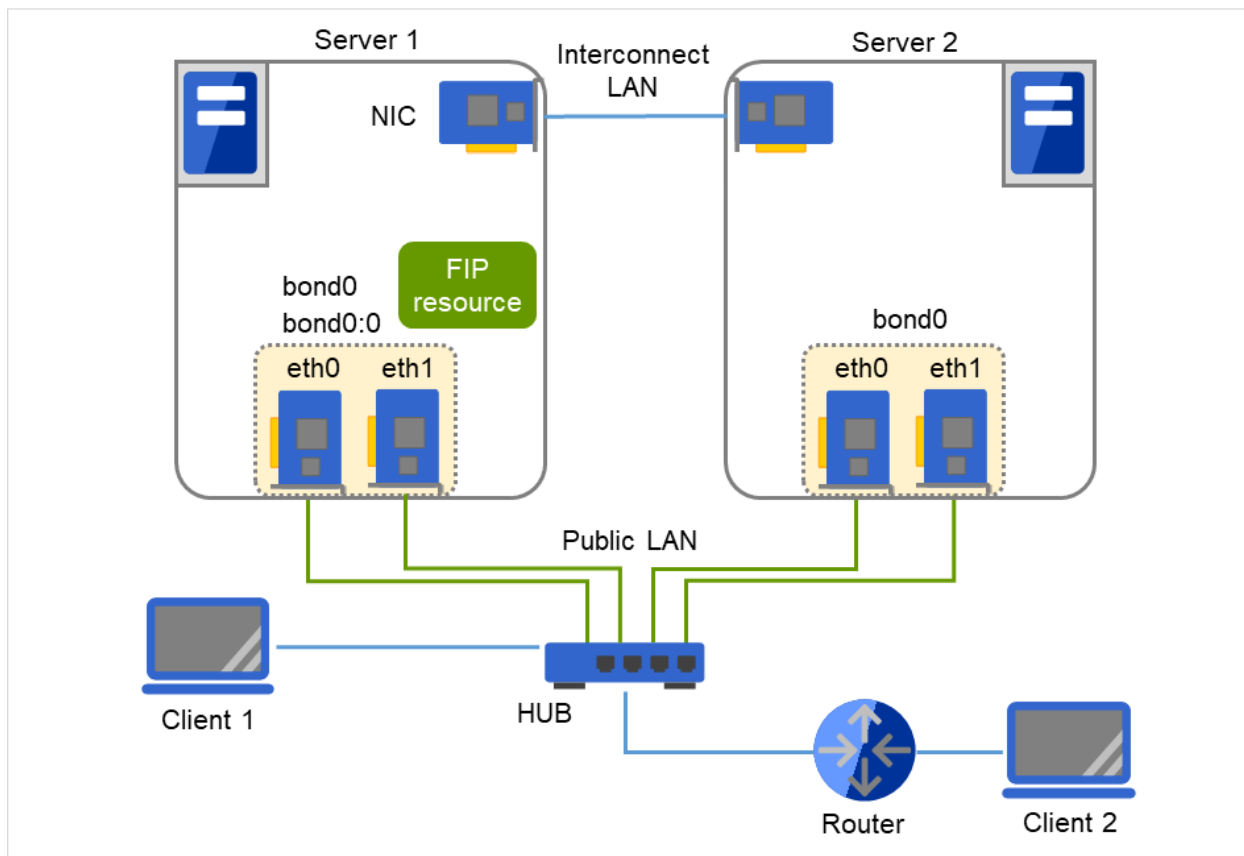 Server 1
Interconnect
LAN
Server 2
NIC
FIP
resource
bond0
bond0:0
eth0 eth1
bond0
eth0 eth1
Public LAN
Client 1
HUB
Router
Client 2